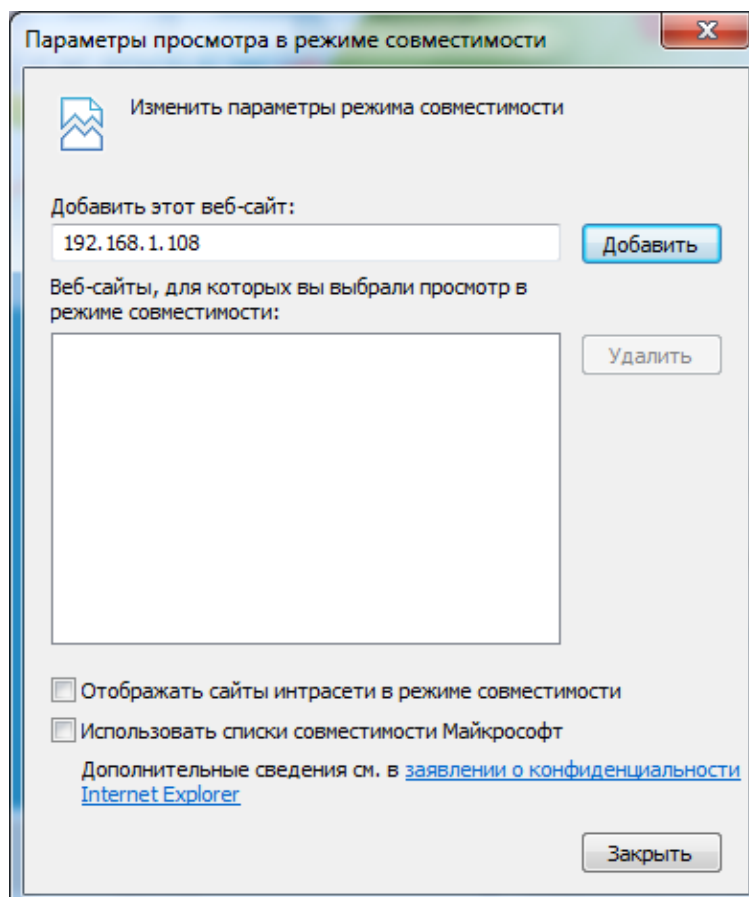 Параметры просмотра в режиме совместимости
x
Изменить параметры режима совместимости
Добавить этот веб-сайт:
192.168.1.108
Добавить
Веб-сайты, для которых вы выбрали просмотр в
режиме совместимости:
Удалить
Отображать сайты интрасети в режиме совместимости
Использовать списки совместимости Майкрософт
Дополнительные сведения см. в заявлении о конфиденциальности
Internet Explorer
Закрыть